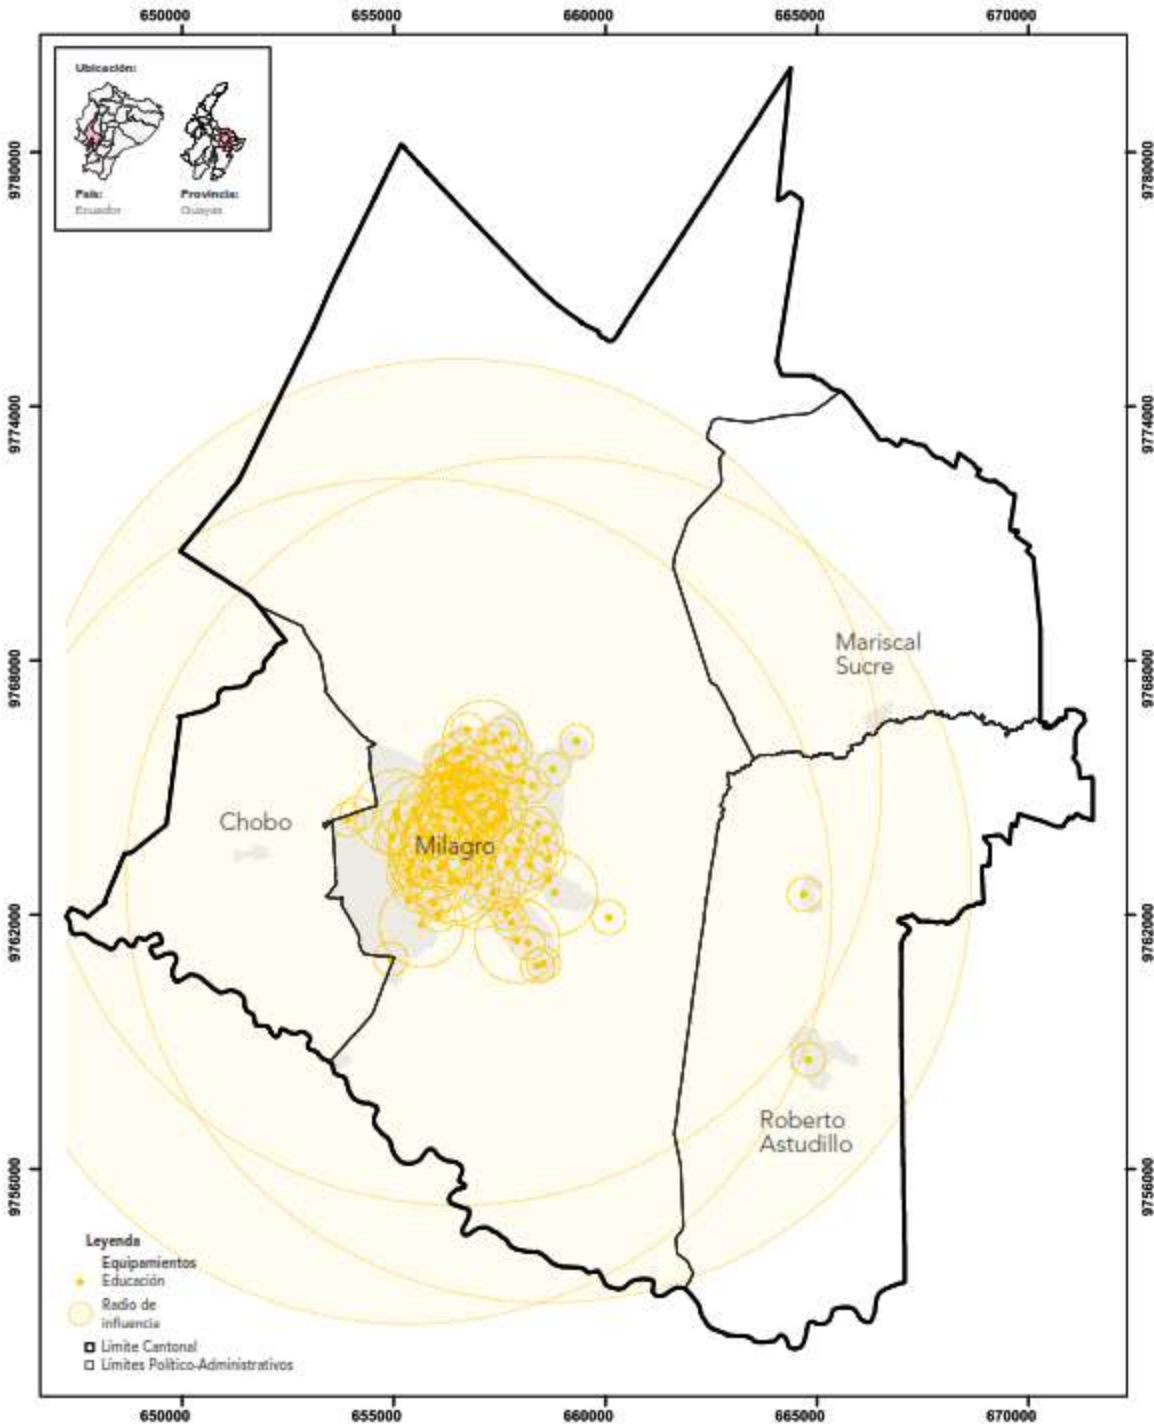 650000 655000 660000 665000 670000
Ubicación:
País: Provincia:
Ecuador Guayas
9780000 9780000
9774000 9774000
Mariscal
Sucre
9768000 9768000
Chobo
Milagro
9762000 9762000
Roberto
Astudillo
9756000 9756000
Leyenda
Equipamientos
Educación
Radio de
influencia
Límite Cantonal
Límites Político-Administrativos
650000 655000 660000 665000 670000